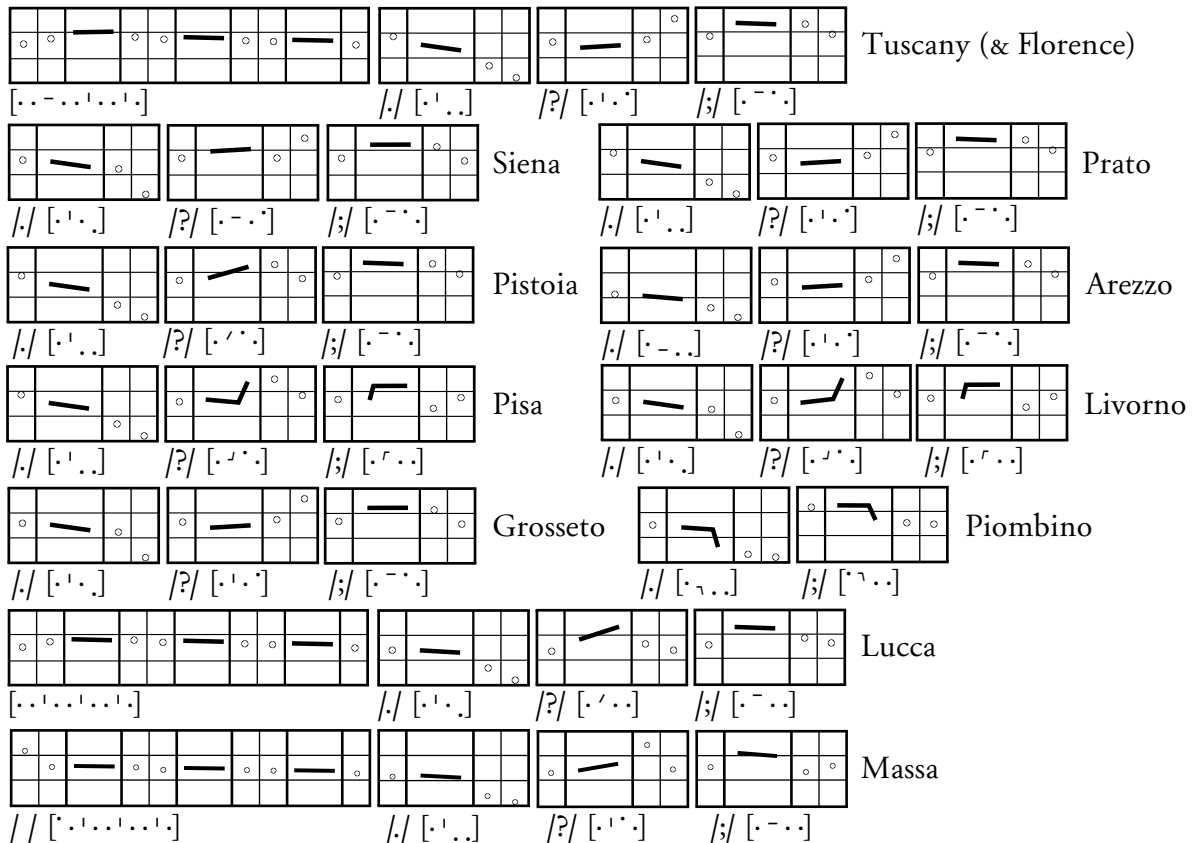 Tuscany (& Florence)
[··⁻··ˈ··ˈ·] /./ [·ˈ..] /?/ [·ˈ·˙] /;/ [·¯˙·]
Siena Prato
/./ [·ˈ·.] /?/ [·⁻·˙] /;/ [·¯˙·] /./ [·ˈ..] /?/ [·ˈ·˙] /;/ [·¯˙·]
Pistoia Arezzo
/./ [·ˈ..] /?/ [·ˊ˙·] /;/ [·¯˙·] /./ [·₋..] /?/ [·ˈ·˙] /;/ [·¯˙·]
Pisa Livorno
/./ [·ˈ..] /?/ [·⌟˙·] /;/ [·⌜··] /./ [·ˈ·.] /?/ [·⌟˙·] /;/ [·⌜··]
Grosseto Piombino
/./ [·ˈ·.] /?/ [·ˈ·˙] /;/ [·¯˙·] /./ [·﹁..] /;/ [˙﹁··]
Lucca
[··ˈ··ˈ··ˈ·] /./ [·ˈ·.] /?/ [·ˊ··] /;/ [·¯··]
Massa
/ / [˙·ˈ··ˈ··ˈ·] /./ [·ˈ..] /?/ [·ˈ˙·] /;/ [·⁻··]